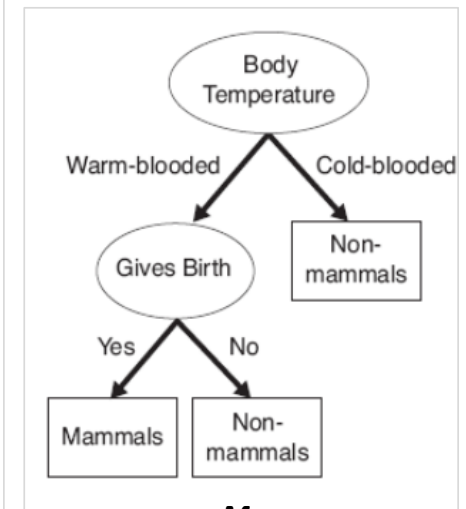 Body
Temperature
Warm-blooded
Cold-blooded
Gives Birth
Non-
mammals
Yes
No
Mammals
Non-
mammals